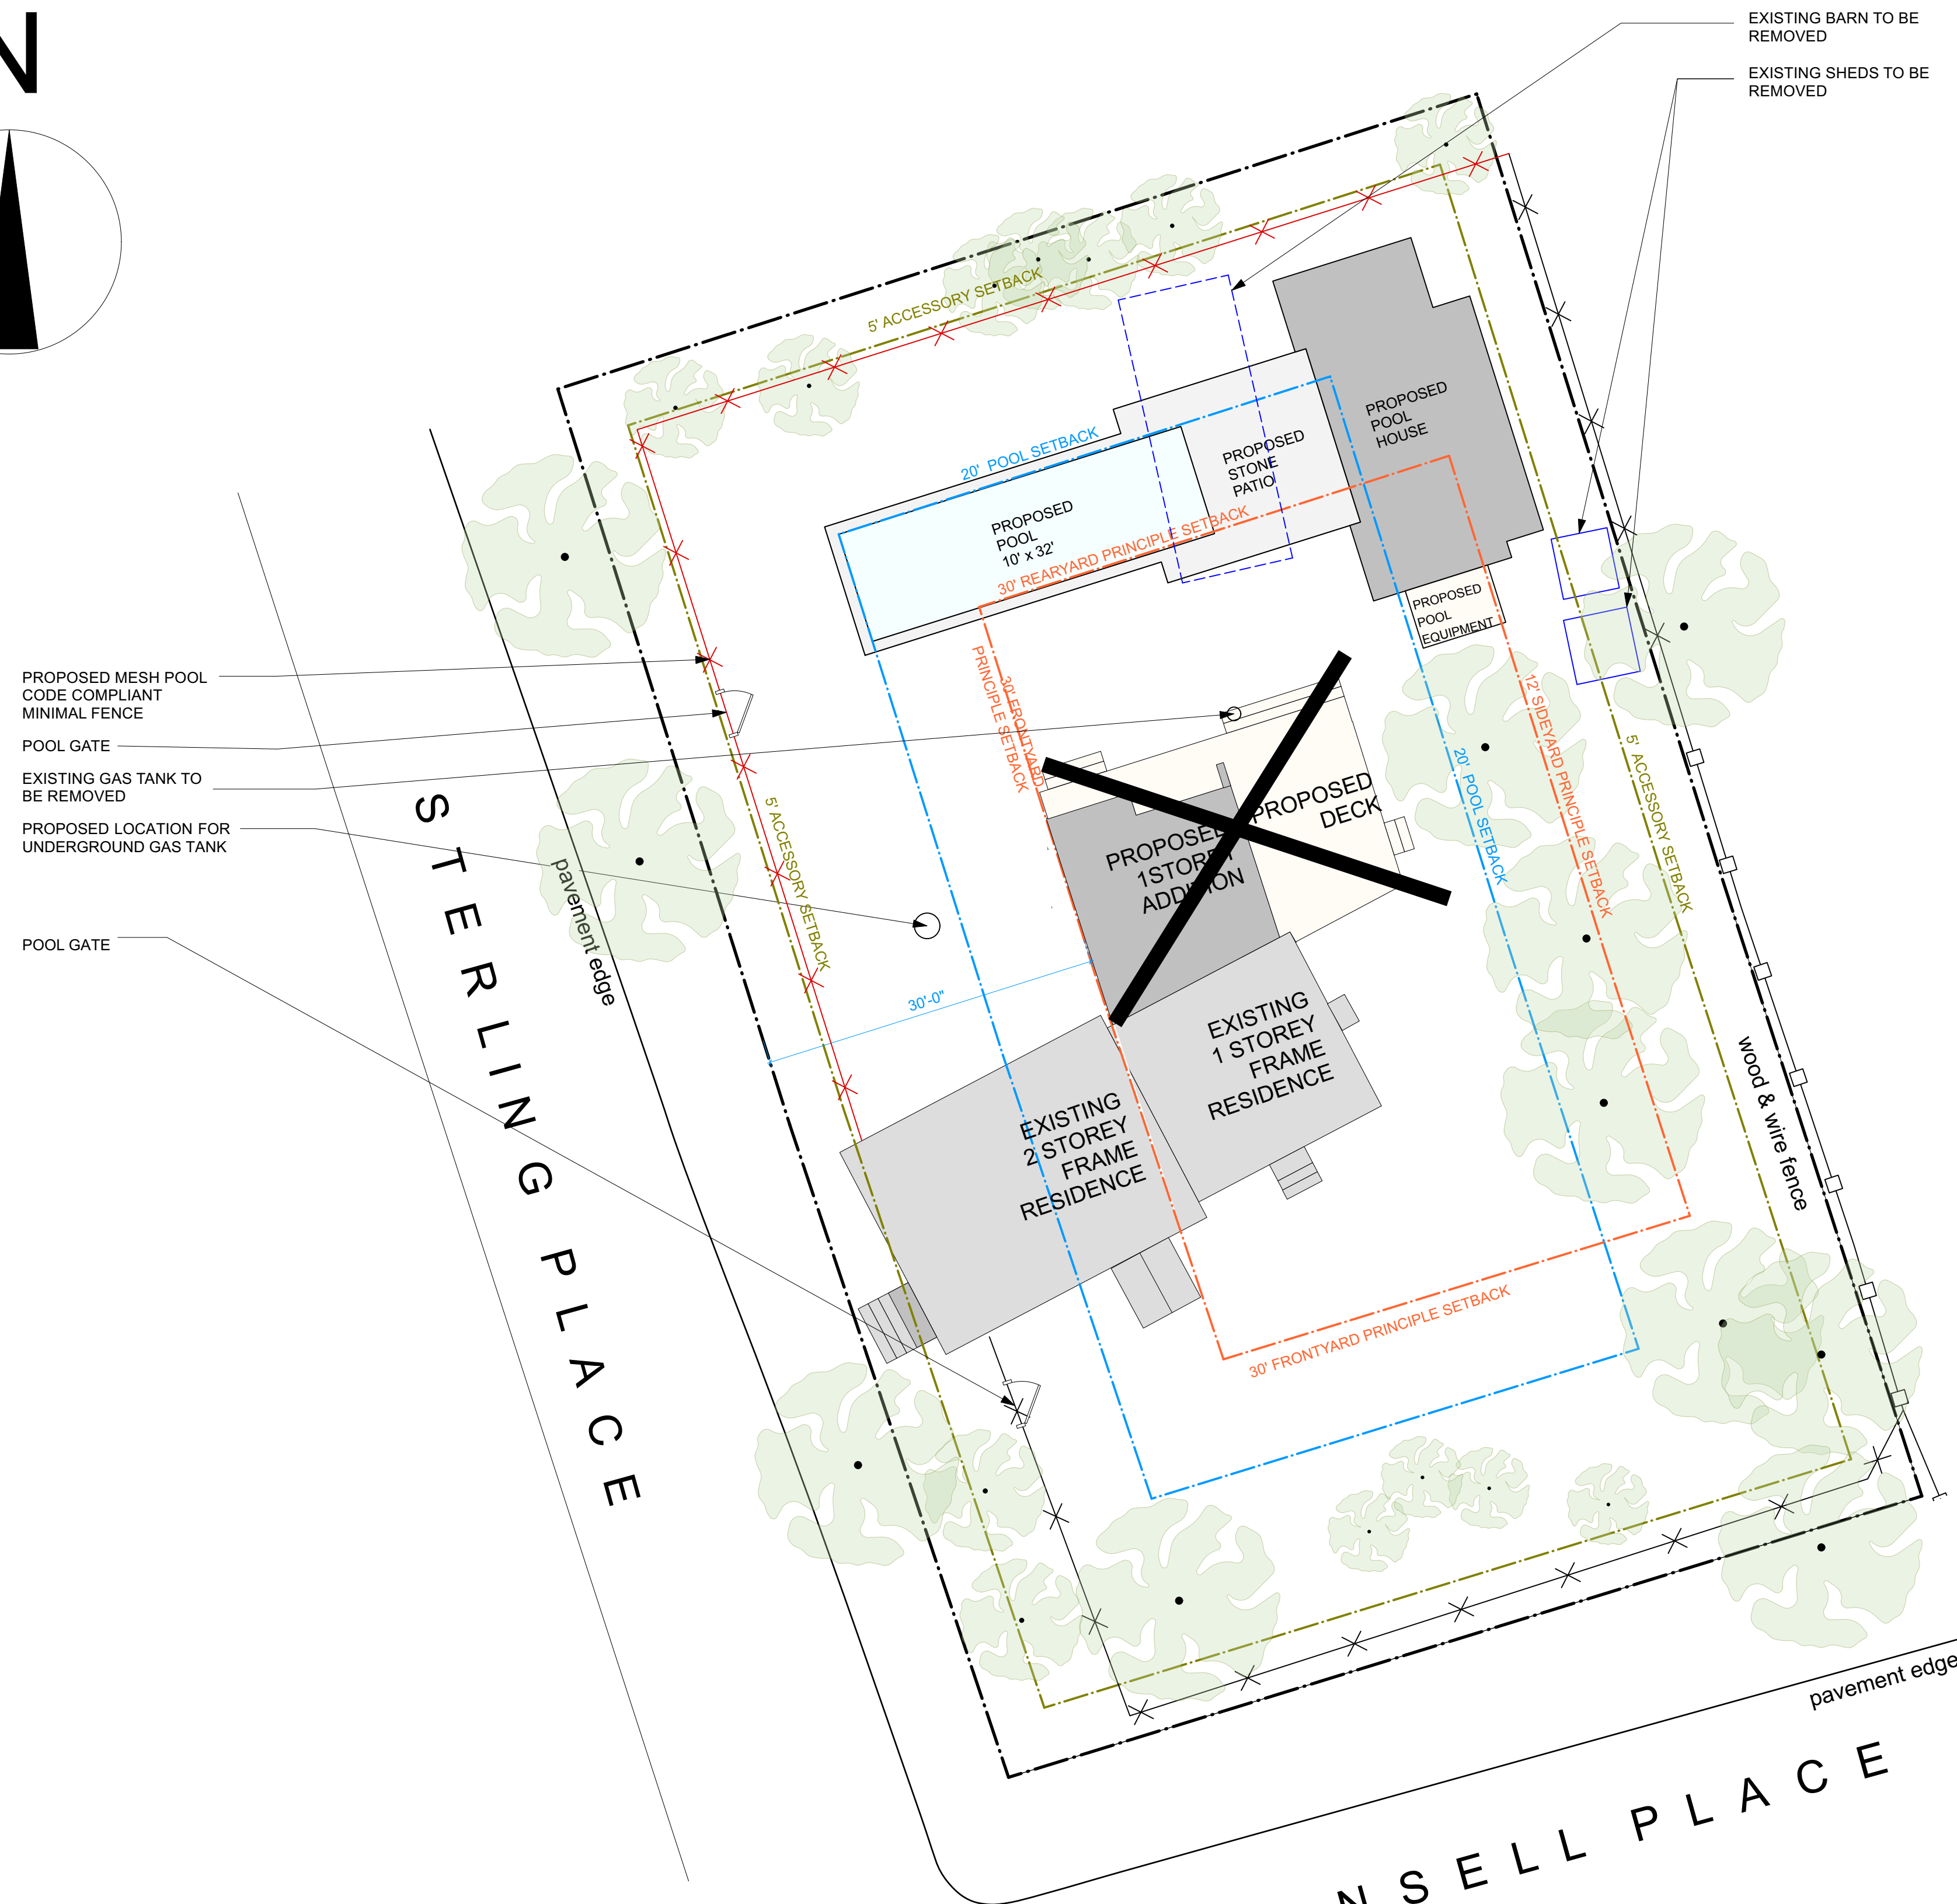 N
EXISTING BARN TO BE
REMOVED
EXISTING SHEDS TO BE
REMOVED
5' ACCESSORY SETBACK
20' POOL SETBACK
PROPOSED
POOL
HOUSE
PROPOSED
STONE
PATIO
PROPOSED
POOL
10' x 32'
30' REARYARD PRINCIPLE SETBACK
PROPOSED
POOL
EQUIPMENT
PROPOSED MESH POOL
CODE COMPLIANT
MINIMAL FENCE
POOL GATE
EXISTING GAS TANK TO
BE REMOVED
PROPOSED LOCATION FOR
UNDERGROUND GAS TANK
POOL GATE
30' FRONTYARD
PRINCIPLE SETBACK
12' SIDEYARD PRINCIPLE SETBACK
20' POOL SETBACK
5' ACCESSORY SETBACK
5' ACCESSORY SETBACK
PROPOSED
DECK
PROPOSED
1STOREY
ADDITION
pavement edge
STERLING PLACE
30'-0"
EXISTING
1 STOREY
FRAME
RESIDENCE
EXISTING
2 STOREY
FRAME
RESIDENCE
wood & wire fence
30' FRONTYARD PRINCIPLE SETBACK
pavement edge
NSELL PLACE